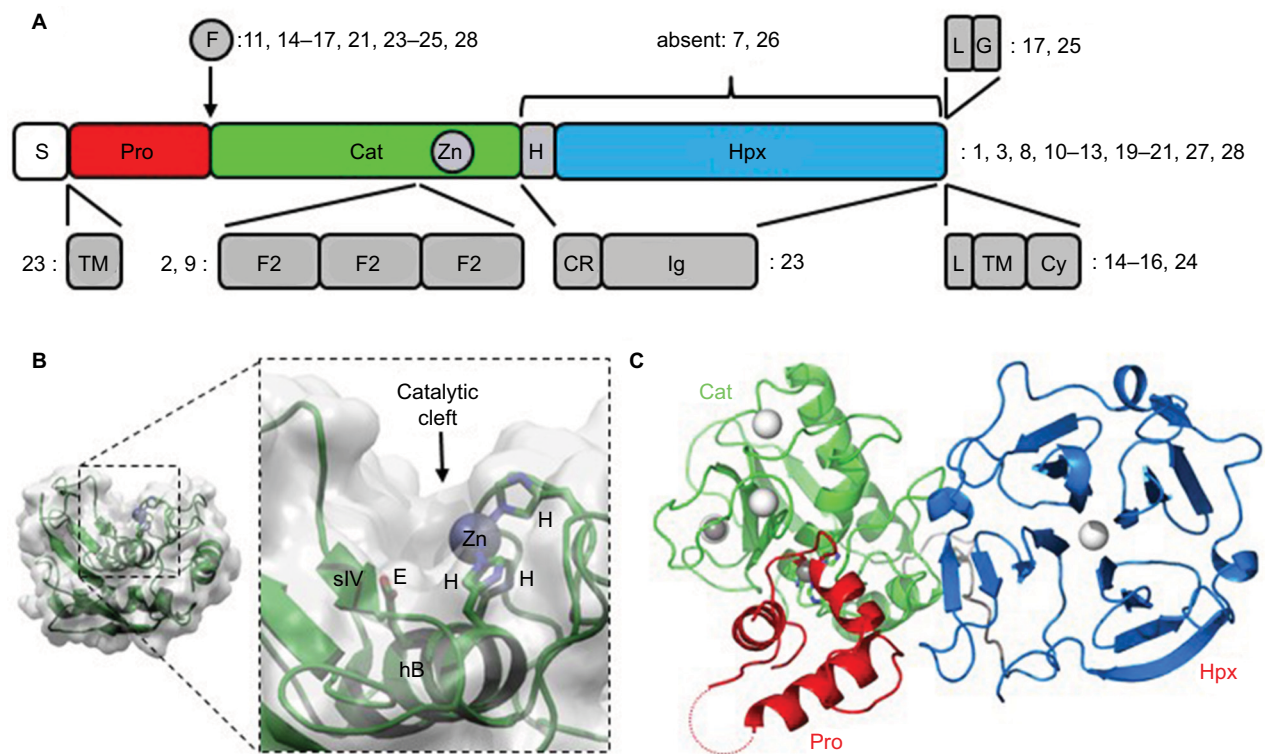 A
F :11, 14–17, 21, 23–25, 28
absent: 7, 26
L G : 17, 25
S Pro Cat Zn H Hpx : 1, 3, 8, 10–13, 19–21, 27, 28
23 : TM 2, 9 : F2 F2 F2 CR Ig : 23 L TM Cy : 14–16, 24
B
Catalytic
cleft
H
Zn
sIV E H H
hB
C
Cat
Hpx
Pro